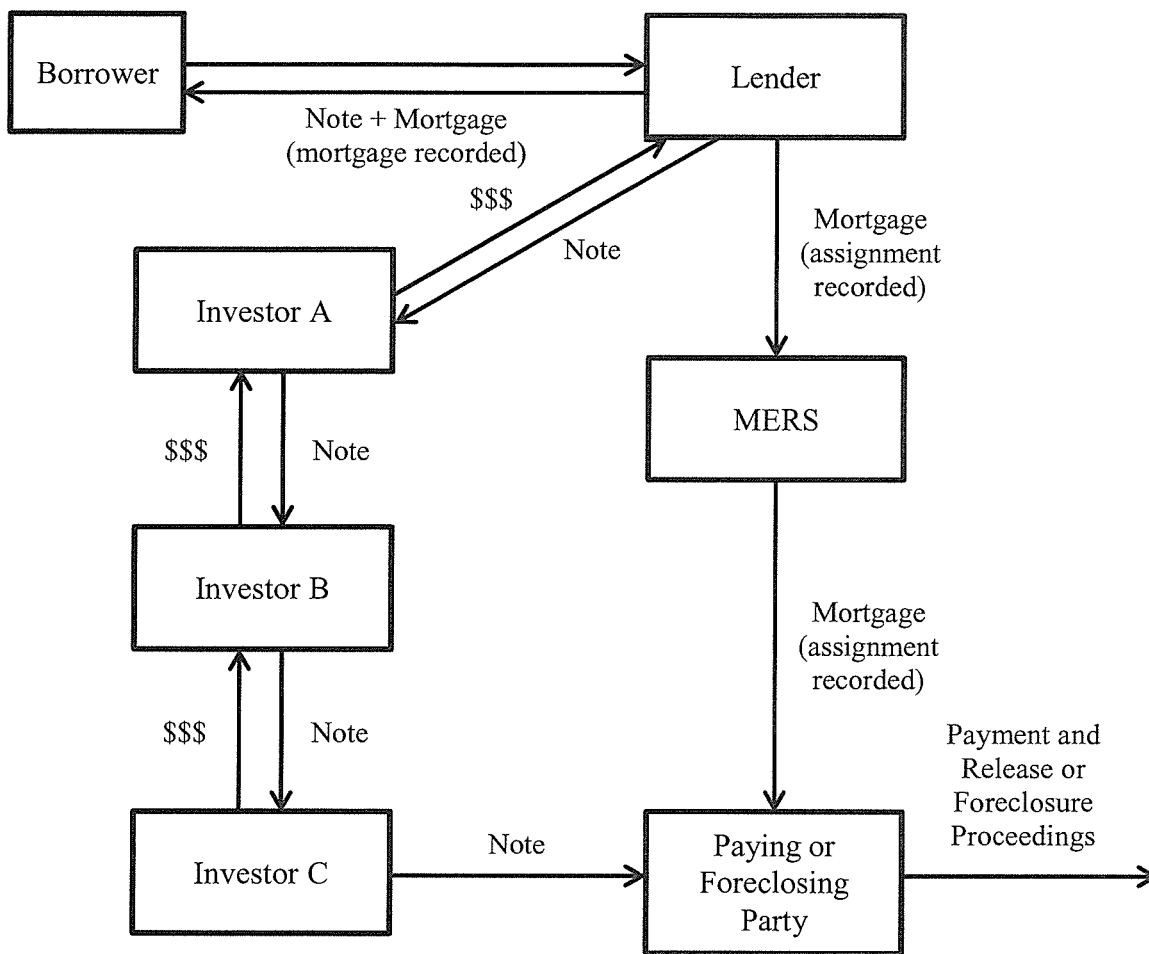 Borrower
Lender
Note + Mortgage
(mortgage recorded)
$$$
Note
Mortgage
(assignment
recorded)
Investor A
MERS
$$$
Note
Investor B
Mortgage
(assignment
recorded)
$$$
Note
Payment and
Release or
Foreclosure
Proceedings
Investor C
Note
Paying or
Foreclosing
Party